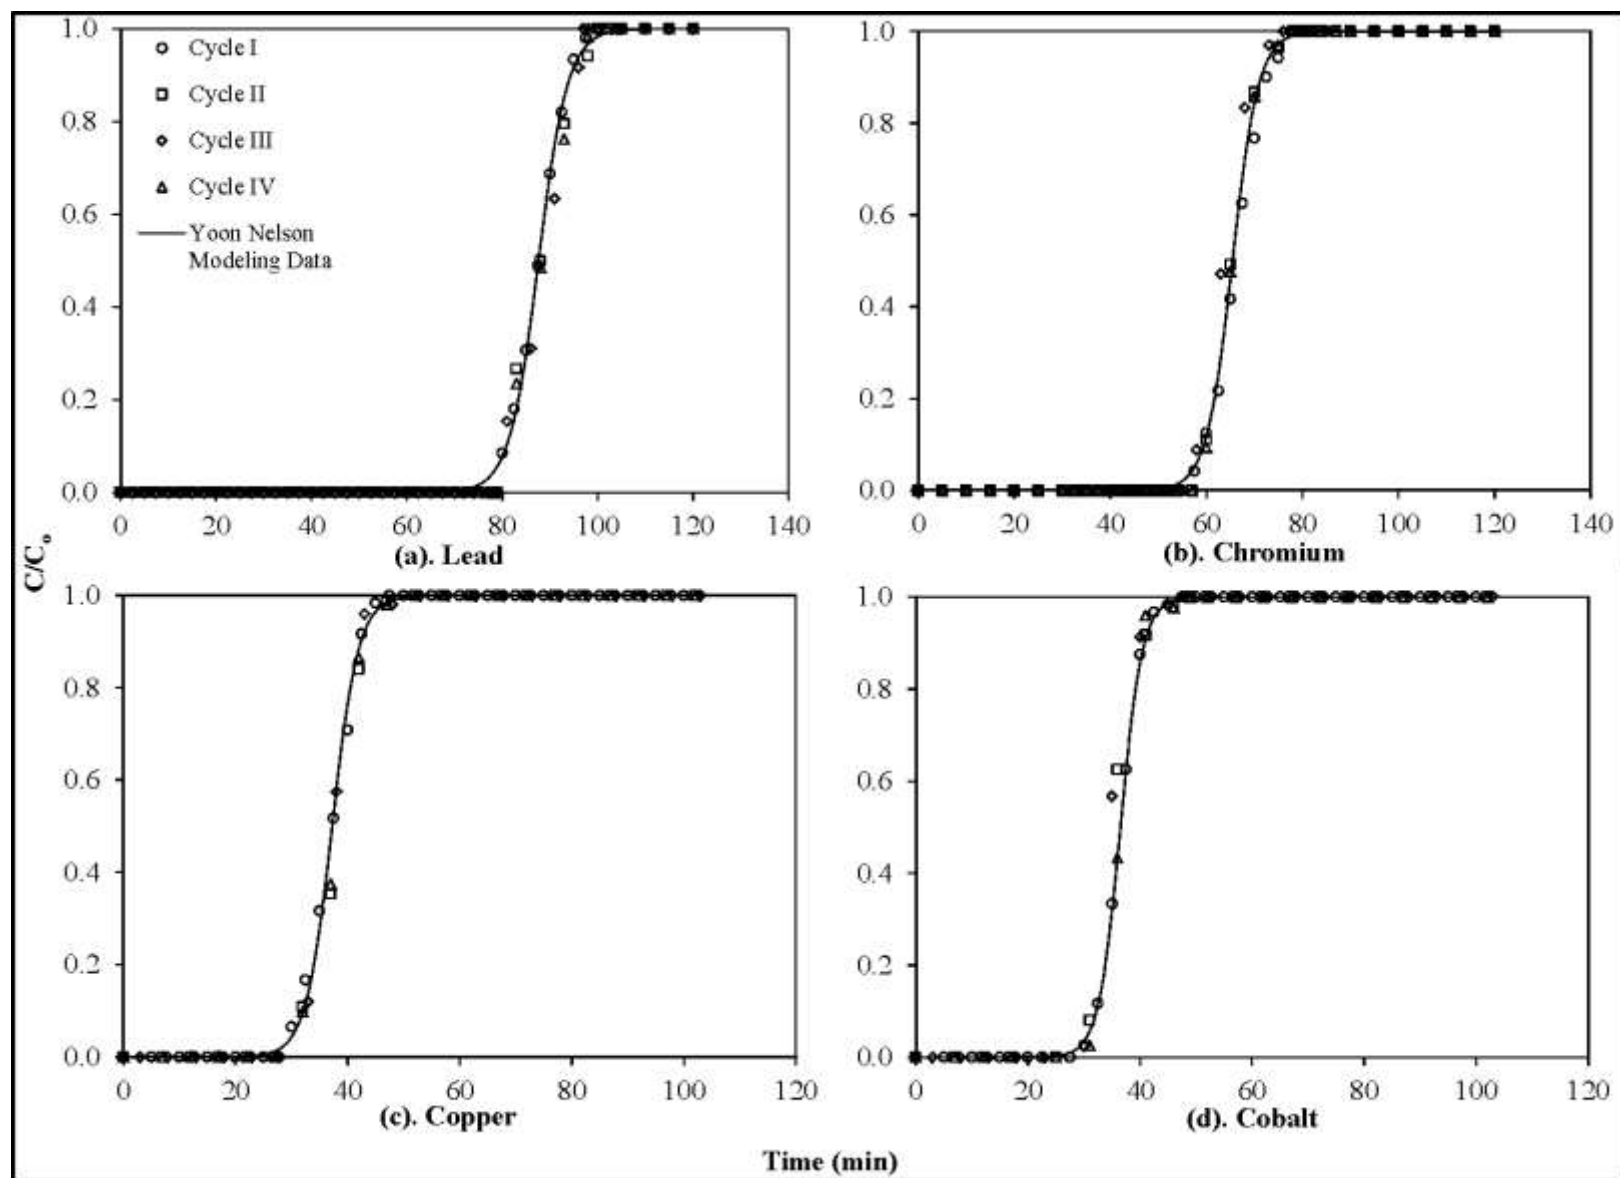 1.0
0.8
0.6
0.4
0.2
0.0
Cycle I
Cycle II
Cycle III
Cycle IV
Yoon Nelson
Modeling Data
0 20 40 60 80 100 120 140
(a). Lead
1.0
0.8
0.6
0.4
0.2
0.0
0 20 40 60 80 100 120 140
(b). Chromium
C/Co
1.0
0.8
0.6
0.4
0.2
0.0
0 20 40 60 80 100 120
(c). Copper
1.0
0.8
0.6
0.4
0.2
0.0
0 20 40 60 80 100 120
(d). Cobalt
Time (min)